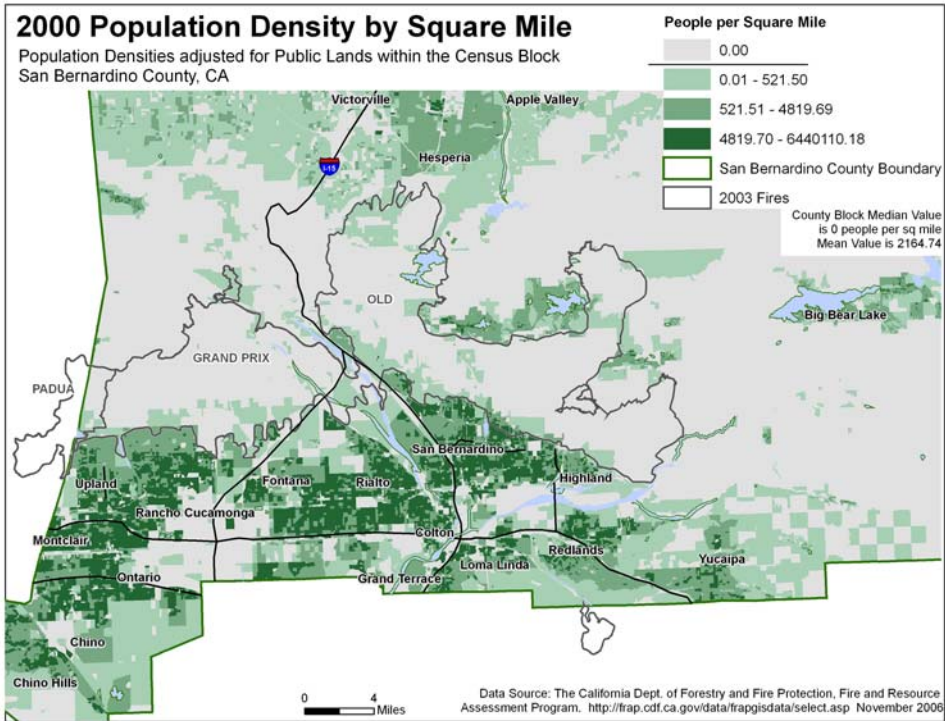 2000 Population Density by Square Mile
Population Densities adjusted for Public Lands within the Census Block
San Bernardino County, CA
People per Square Mile
0.00
0.01 - 521.50
521.51 - 4819.69
4819.70 - 6440110.18
San Bernardino County Boundary
2003 Fires
County Block Median Value
is 0 people per sq mile
Mean Value is 2164.74
Victorville
Apple Valley
Hesperia
I-15
OLD
Big Bear Lake
GRAND PRIX
PADUA
San Bernardino
Upland
Fontana
Rialto
Highland
Rancho Cucamonga
Montclair
Colton
Redlands
Yucaipa
Ontario
Grand Terrace
Loma Linda
Chino
Chino Hills
0 4
Miles
Data Source: The California Dept. of Forestry and Fire Protection, Fire and Resource
Assessment Program. http://frap.cdf.ca.gov/data/frapgisdata/select.asp November 2006